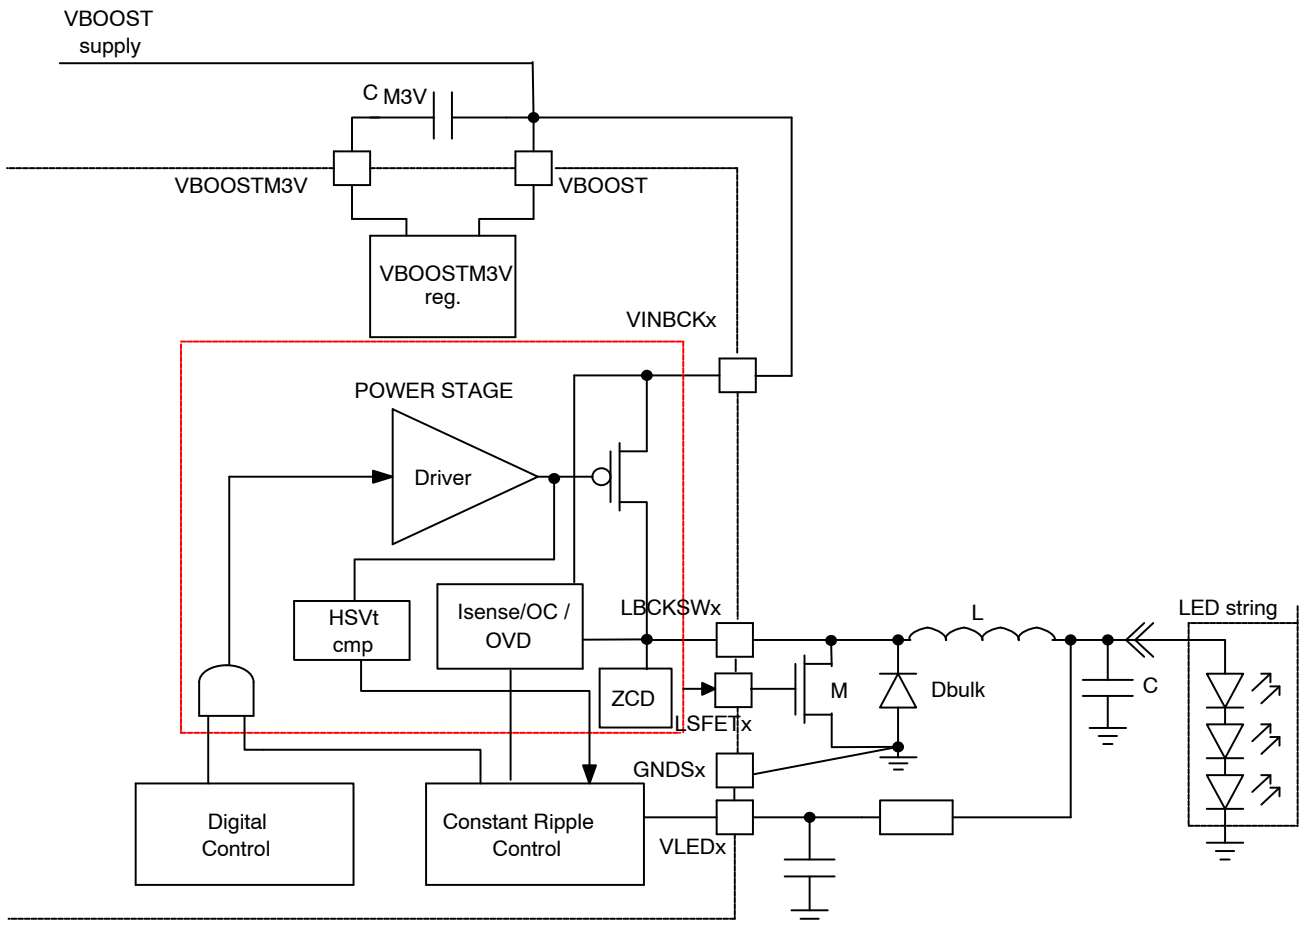 VBOOST
supply
C M3V
VBOOSTM3V
VBOOST
VBOOSTM3V
reg.
VINBCKx
POWER STAGE
Driver
HSVt
cmp
Isense/OC /
OVD
LBCKSWx
L
LED string
ZCD
M
Dbulk
C
LSFETx
GNDSx
Digital
Control
Constant Ripple
Control
VLEDx